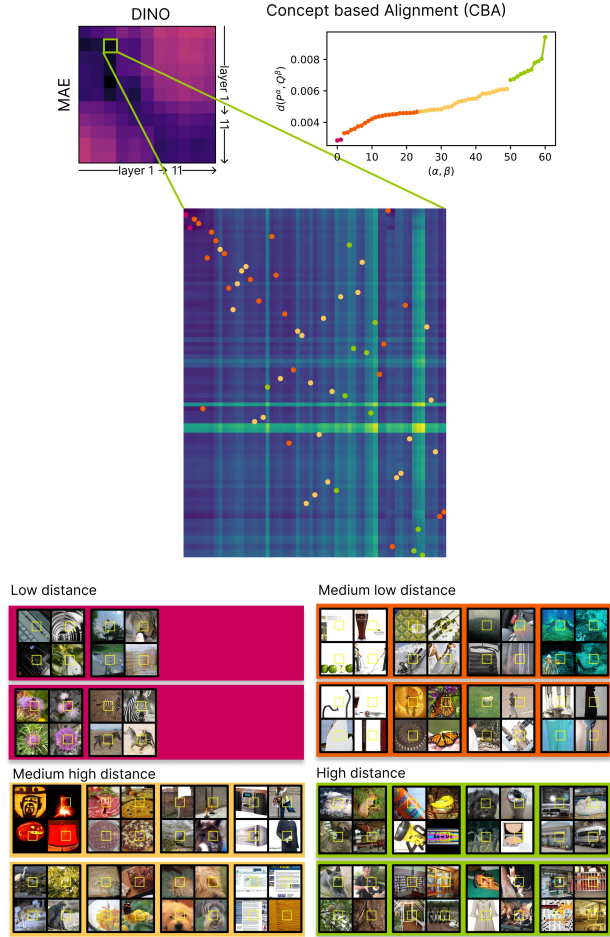 DINO
Concept based Alignment (CBA)
MAE
layer 1 → 11
layer 1 → 11
d(P^α, Q^β)
0.008
0.006
0.004
0 10 20 30 40 50 60
(α, β)
Low distance
Medium low distance
Medium high distance
High distance